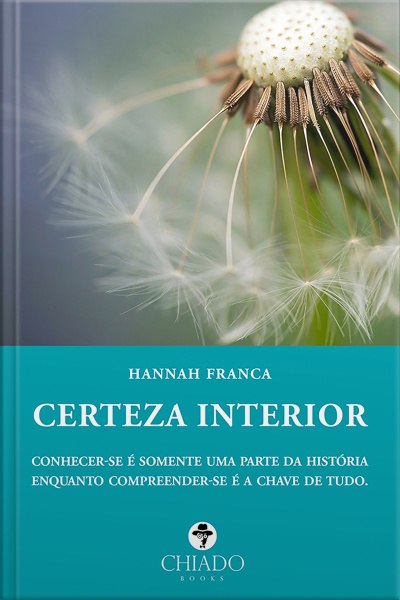 HANNAH FRANCA
CERTEZA INTERIOR
CONHECER-SE É SOMENTE UMA PARTE DA HISTÓRIA
ENQUANTO COMPREENDER-SE É A CHAVE DE TUDO.
CHIADO
BOOKS